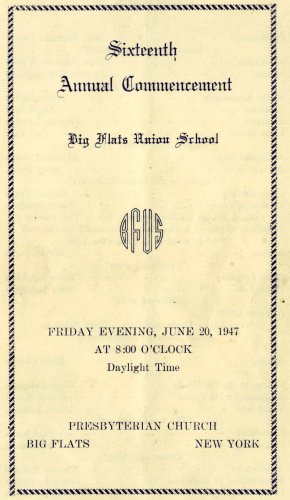 Sixteenth
Annual Commencement
Big Flats Union School
BFUS
FRIDAY EVENING, JUNE 20, 1947
AT 8:00 O'CLOCK
Daylight Time
PRESBYTERIAN CHURCH
BIG FLATS NEW YORK